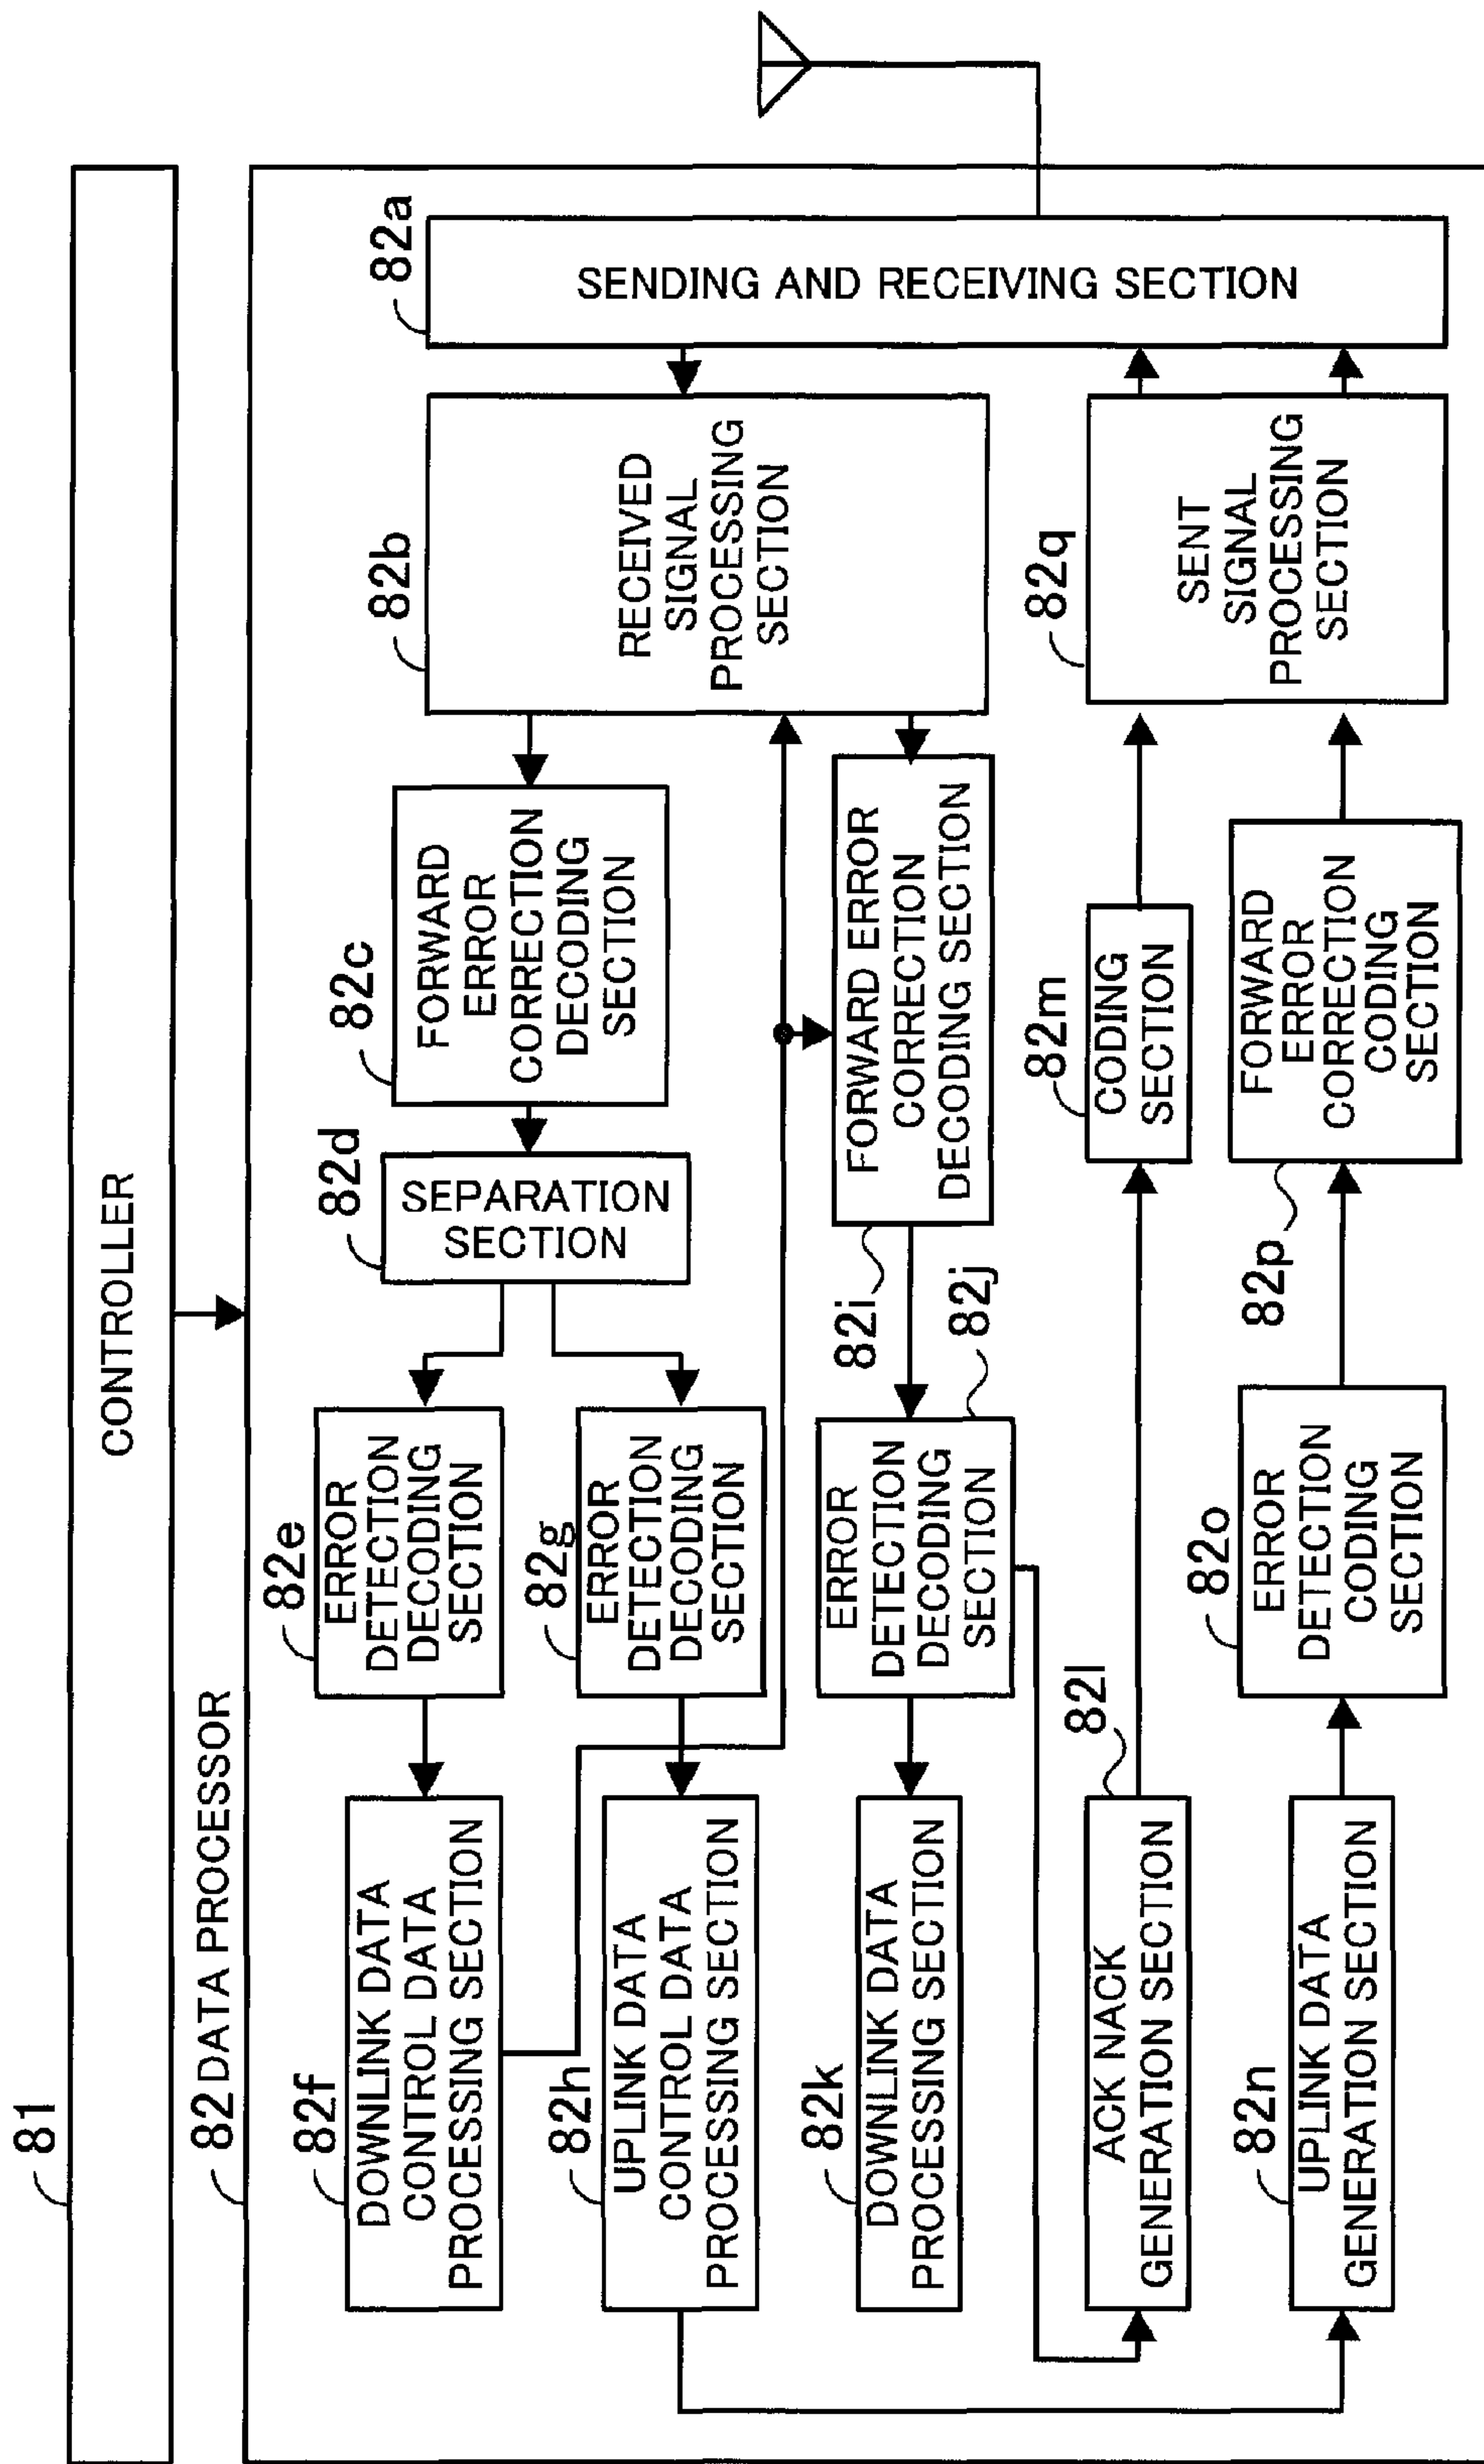 81
CONTROLLER
82 DATA PROCESSOR
82f
DOWNLINK DATA
CONTROL DATA
PROCESSING SECTION
82e
ERROR
DETECTION
DECODING
SECTION
82d
SEPARATION
SECTION
82c
FORWARD
ERROR
CORRECTION
DECODING
SECTION
82b
RECEIVED
SIGNAL
PROCESSING
SECTION
82a
SENDING AND RECEIVING SECTION
82h
UPLINK DATA
CONTROL DATA
PROCESSING SECTION
82g
ERROR
DETECTION
DECODING
SECTION
82k
DOWNLINK DATA
PROCESSING SECTION
82j
ERROR
DETECTION
DECODING
SECTION
82i
FORWARD ERROR
CORRECTION
DECODING SECTION
82l
ACK NACK
GENERATION SECTION
82m
CODING
SECTION
82q
SENT
SIGNAL
PROCESSING
SECTION
82n
UPLINK DATA
GENERATION SECTION
82o
ERROR
DETECTION
CODING
SECTION
82p
FORWARD
ERROR
CORRECTION
CODING
SECTION